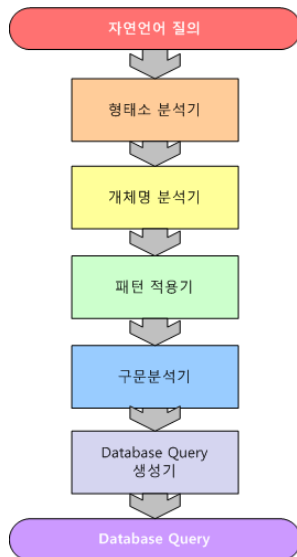 자연언어 질의
형태소 분석기
개체명 분석기
패턴 적용기
구문분석기
Database Query
생성기
Database Query